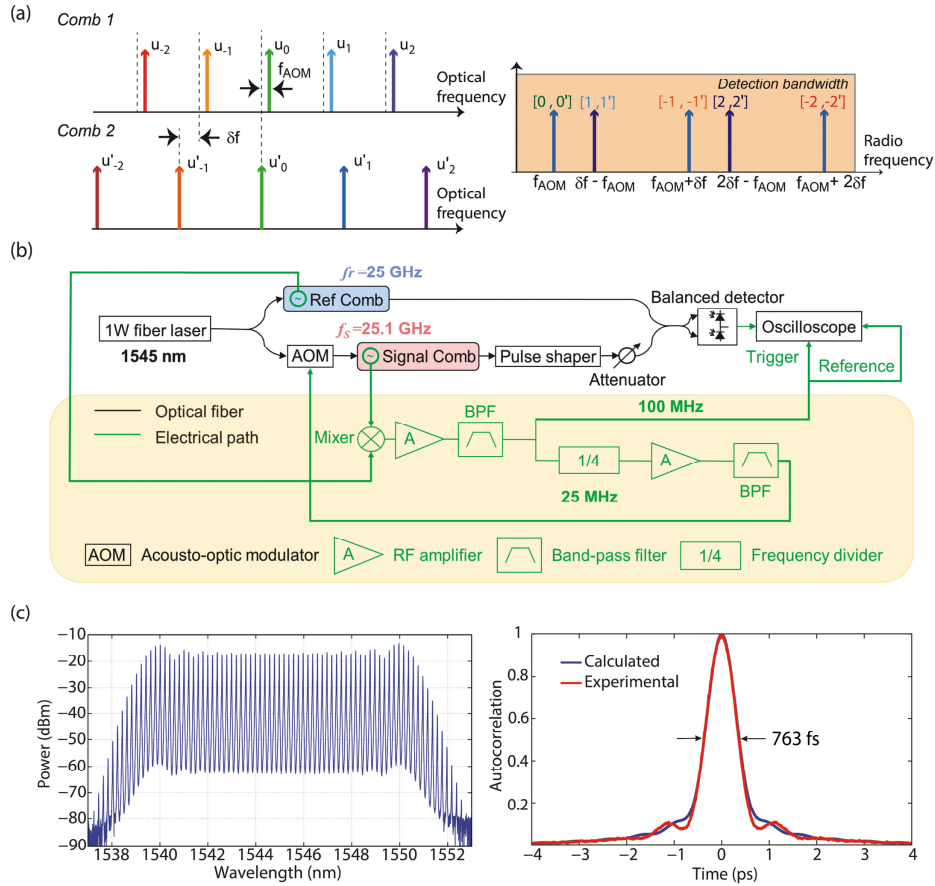 (a)
Comb 1
u-2
u-1
u0
u1
u2
fAOM
Optical
frequency
Comb 2
δf
u'-2
u'-1
u'0
u'1
u'2
Optical
frequency
Detection bandwidth
[0 ,0'] [1 ,1'] [-1 ,-1'] [2,2'] [-2,-2']
Radio
frequency
fAOM δf - fAOM fAOM+δf 2δf - fAOM fAOM+ 2δf
(b)
fr=25 GHz
Ref Comb
Balanced detector
1W fiber laser
1545 nm
fs=25.1 GHz
AOM
Signal Comb
Pulse shaper
Attenuator
Oscilloscope
Trigger
Reference
Optical fiber
Electrical path
Mixer
A
BPF
100 MHz
1/4
A
BPF
25 MHz
AOM Acousto-optic modulator
A RF amplifier
Band-pass filter
1/4 Frequency divider
(c)
Power (dBm)
−10
−20
−30
−40
−50
−60
−70
−80
−90
1538 1540 1542 1544 1546 1548 1550 1552
Wavelength (nm)
Autocorrelation
1
0.8
0.6
0.4
0.2
Calculated
Experimental
763 fs
−4 −3 −2 −1 0 1 2 3 4
Time (ps)